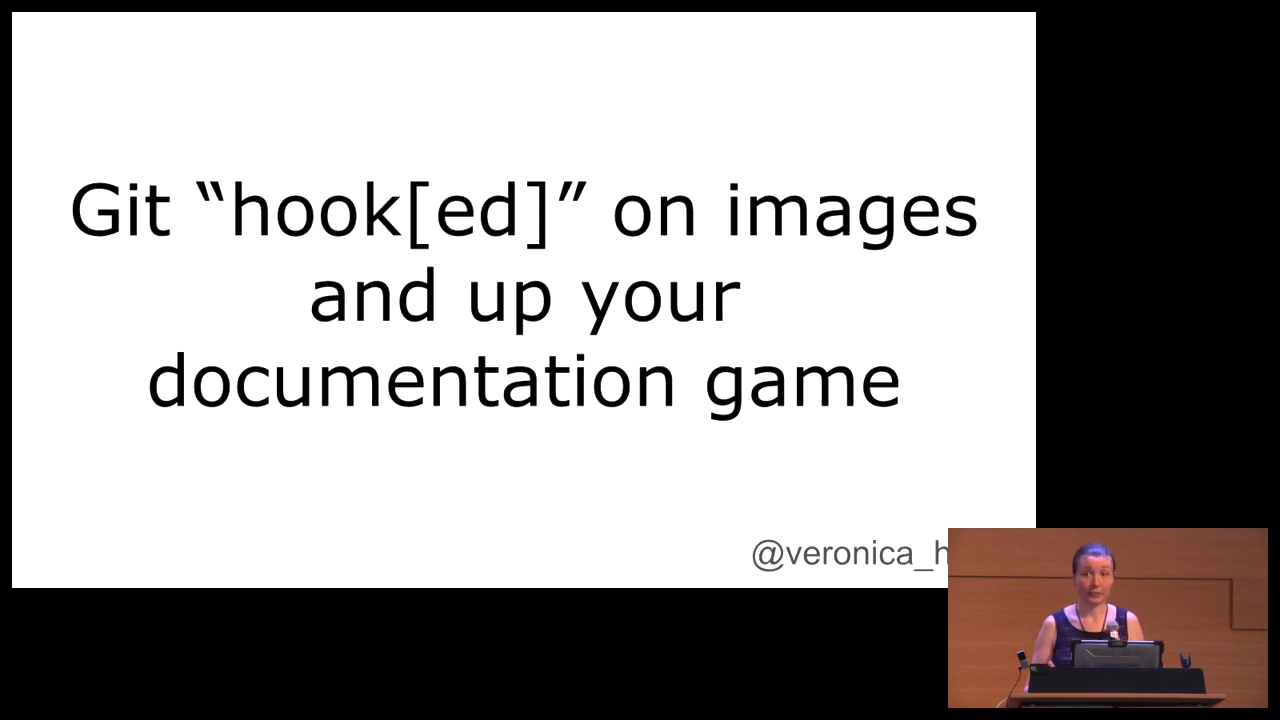 Git “hook[ed]” on images
and up your
documentation game
@veronica_h